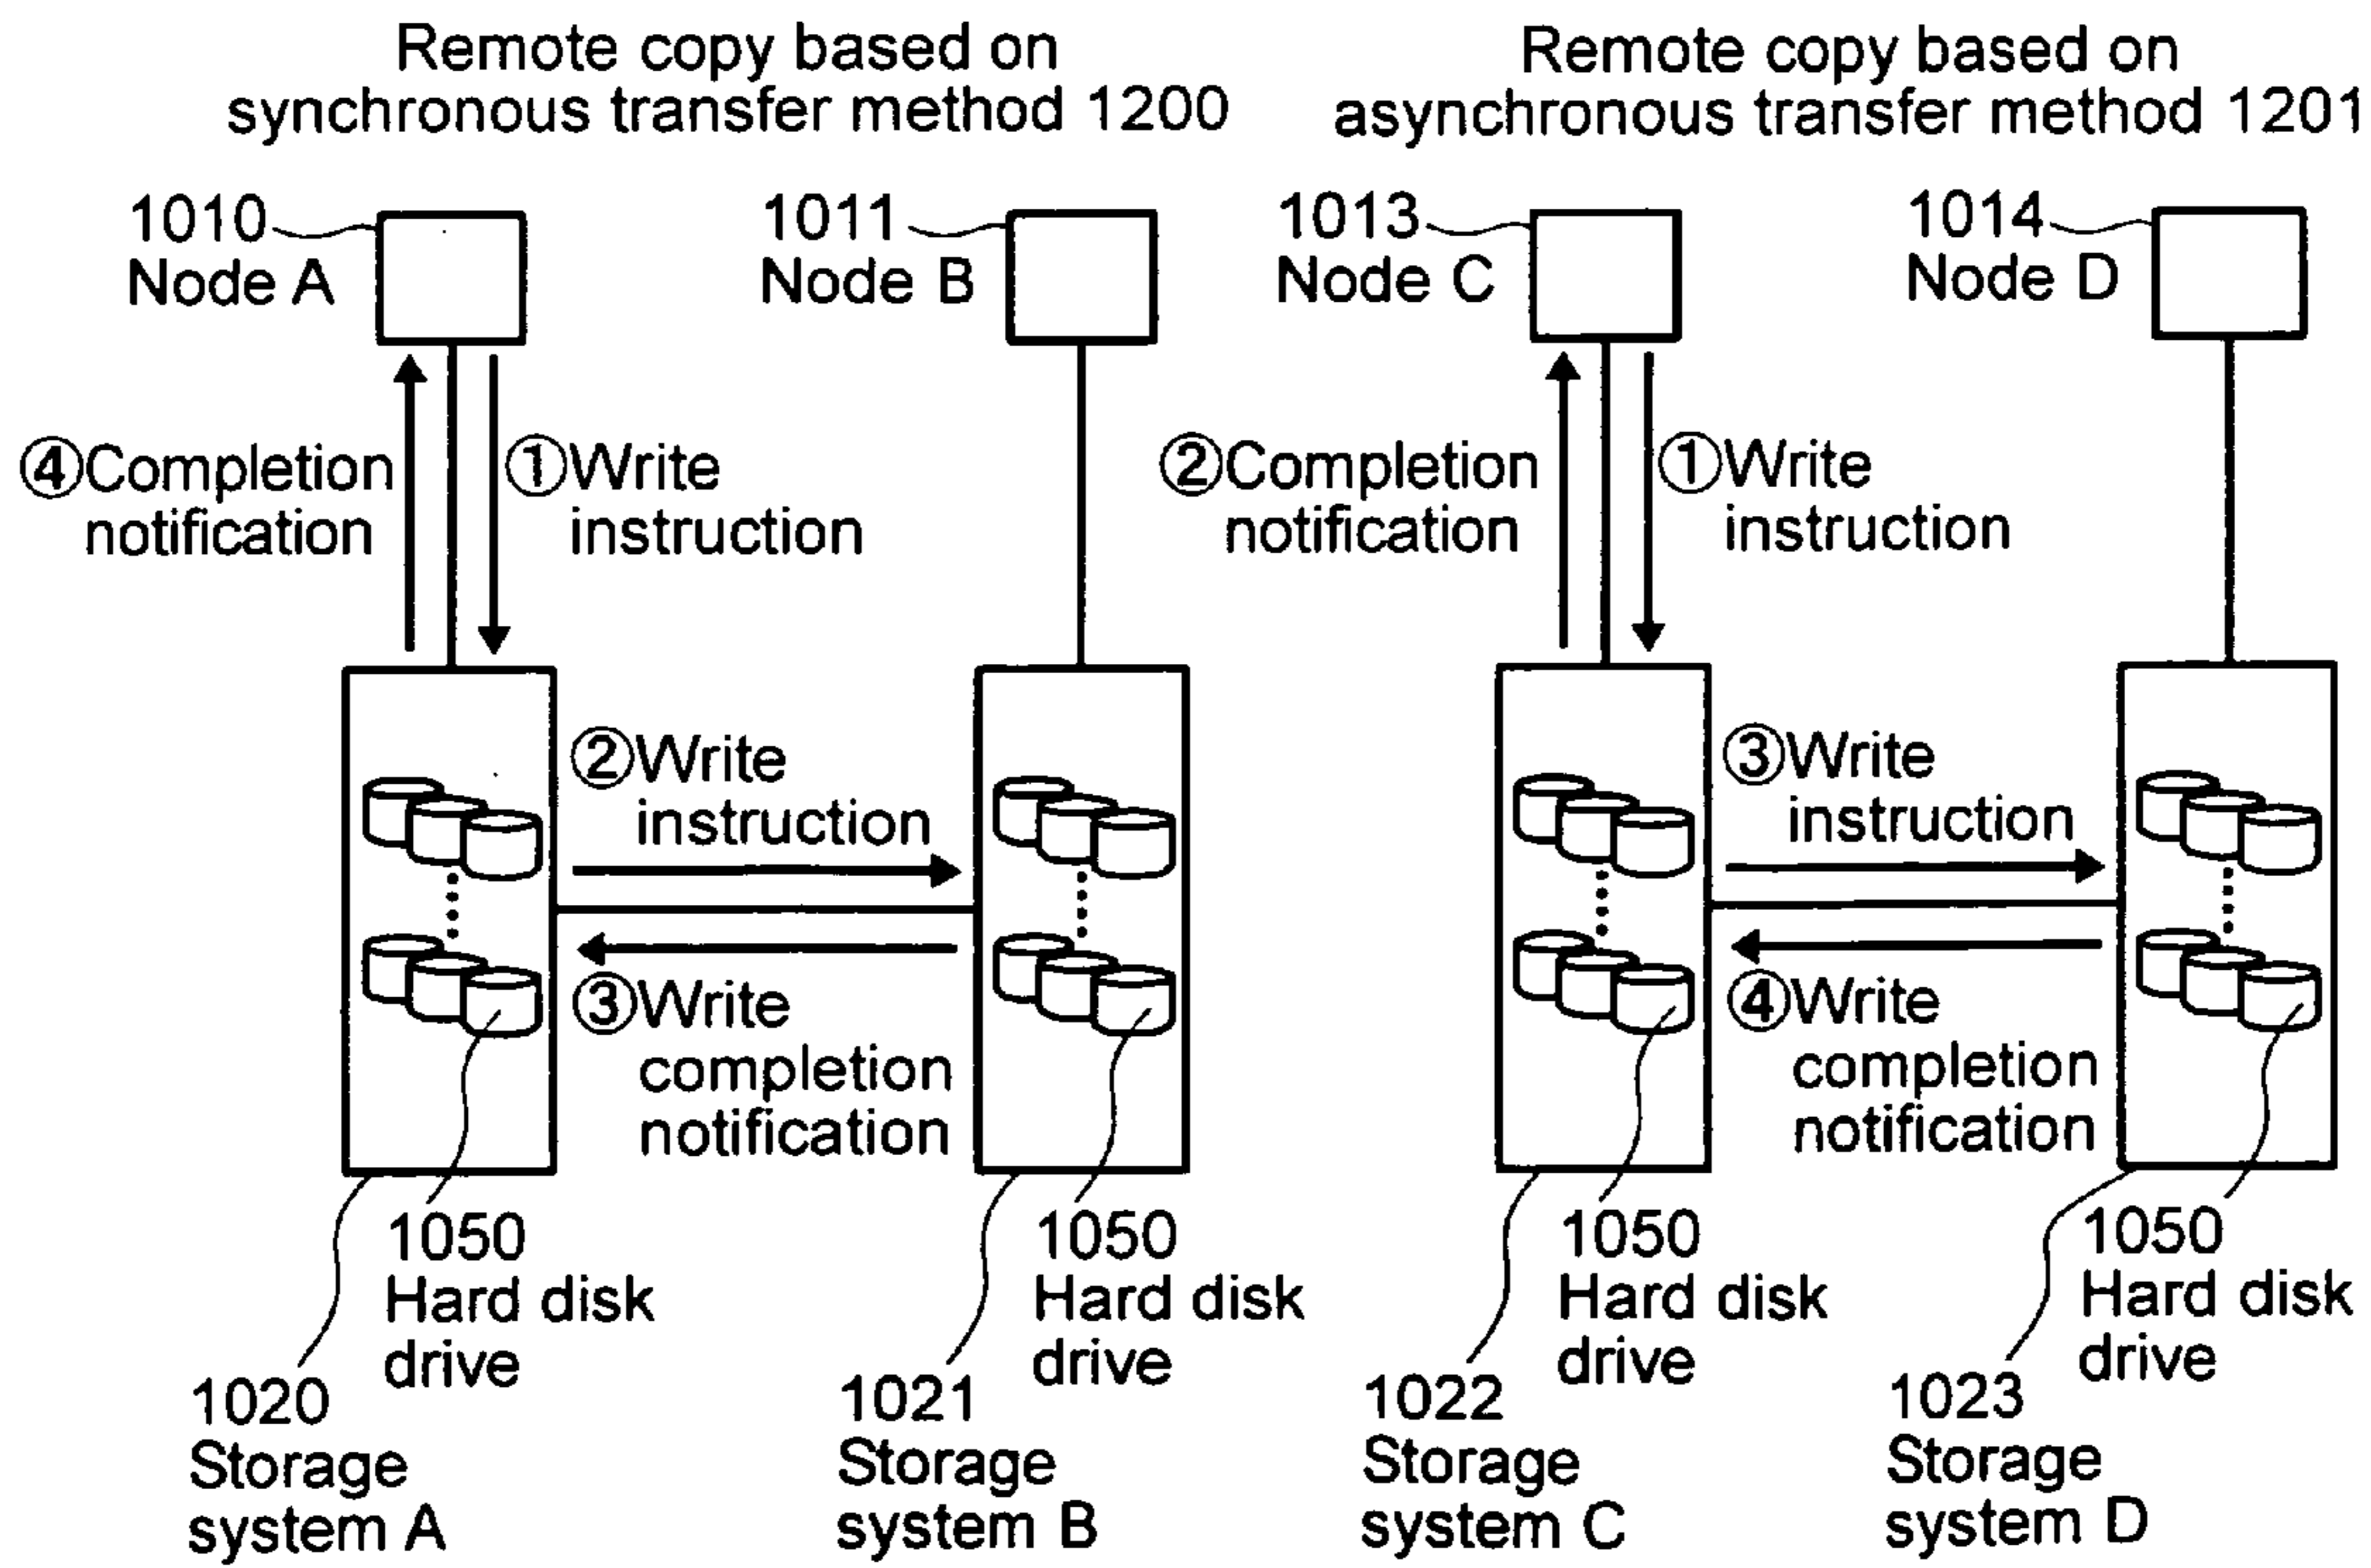 Remote copy based on
synchronous transfer method 1200
Remote copy based on
asynchronous transfer method 1201
1010
Node A
1011
Node B
1013
Node C
1014
Node D
④Completion
notification
①Write
instruction
②Completion
notification
①Write
instruction
②Write
instruction
③Write
completion
notification
③Write
instruction
④Write
completion
notification
1050
Hard disk
drive
1050
Hard disk
drive
1050
Hard disk
drive
1050
Hard disk
drive
1020
Storage
system A
1021
Storage
system B
1022
Storage
system C
1023
Storage
system D